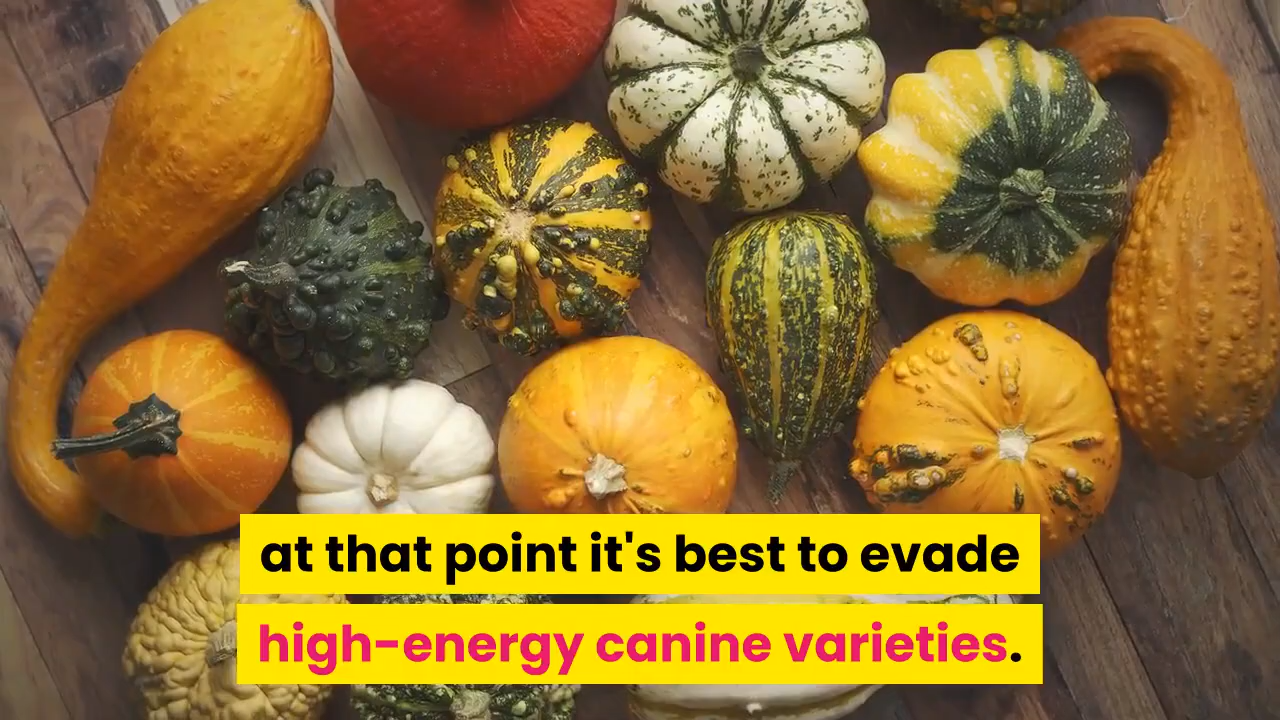 at that point it's best to evade
high-energy canine varieties.